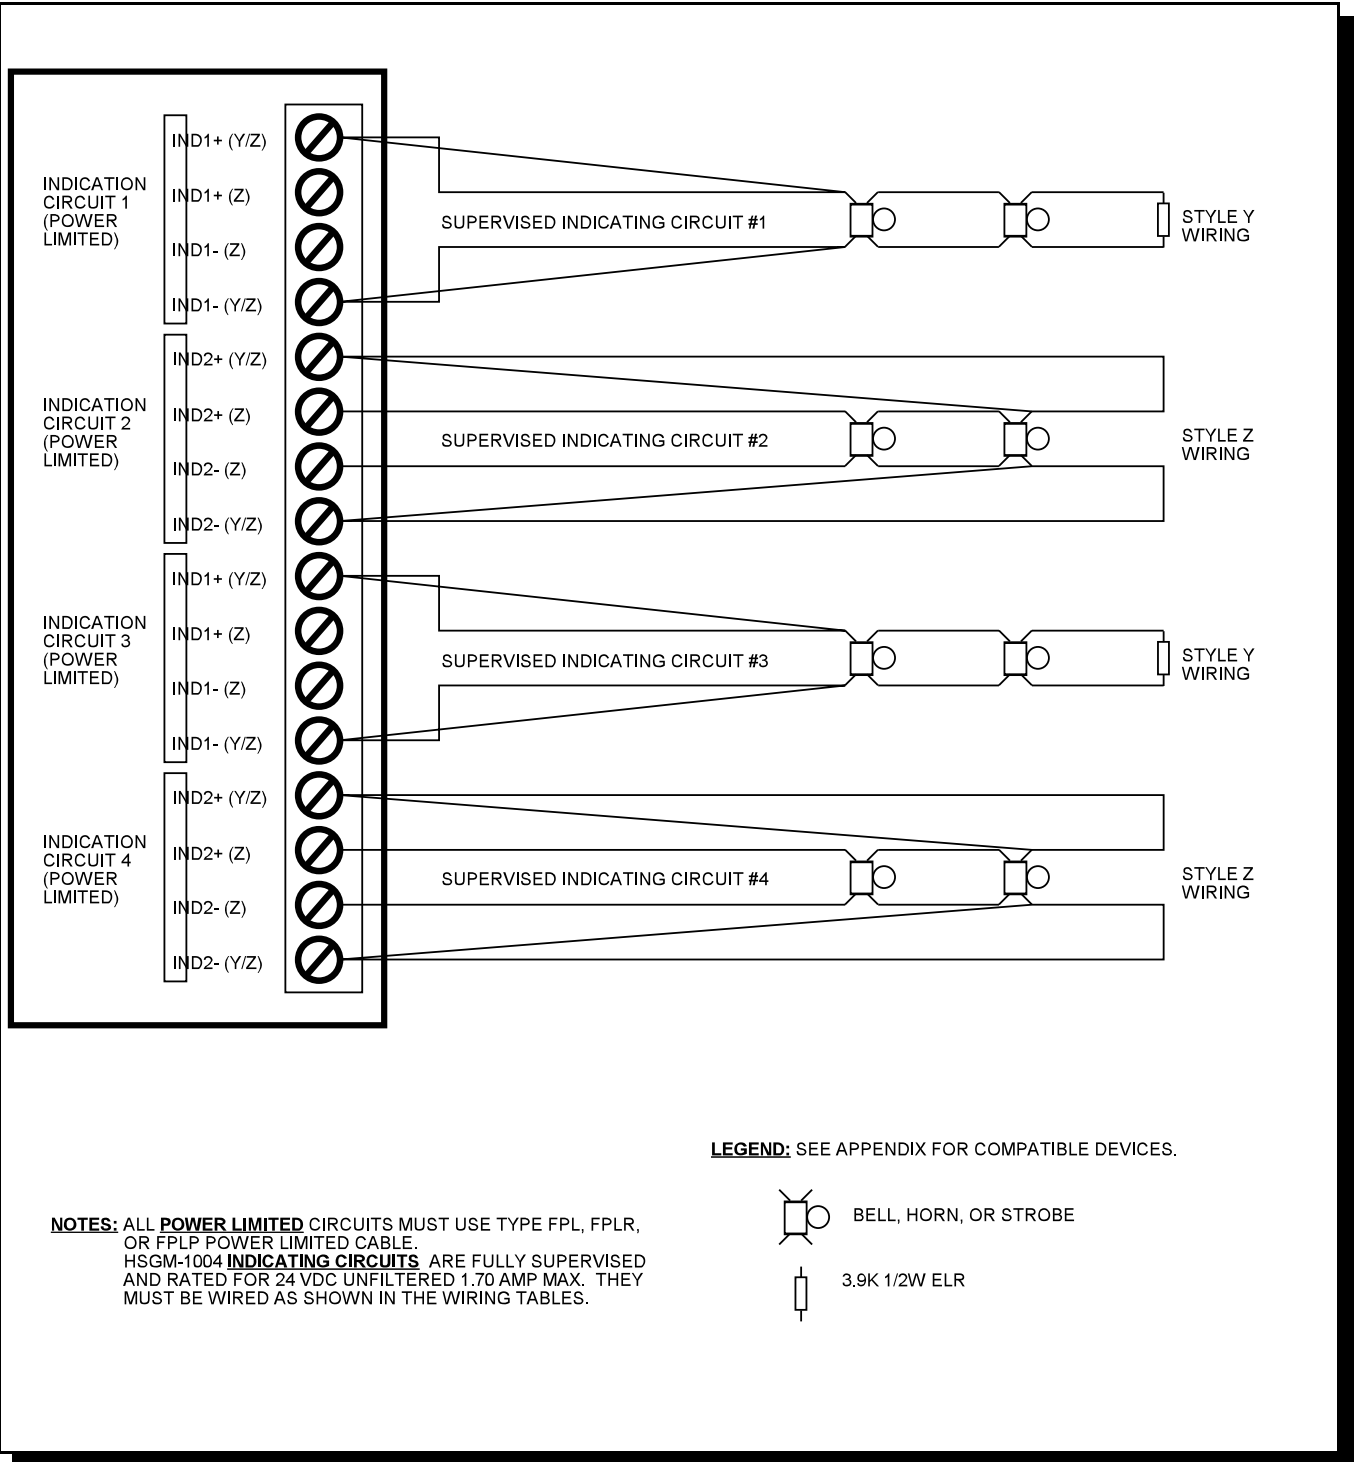 INDICATION
CIRCUIT 1
(POWER
LIMITED)
IND1+ (Y/Z)
IND1+ (Z)
IND1- (Z)
IND1- (Y/Z)
SUPERVISED INDICATING CIRCUIT #1
STYLE Y
WIRING
INDICATION
CIRCUIT 2
(POWER
LIMITED)
IND2+ (Y/Z)
IND2+ (Z)
IND2- (Z)
IND2- (Y/Z)
SUPERVISED INDICATING CIRCUIT #2
STYLE Z
WIRING
INDICATION
CIRCUIT 3
(POWER
LIMITED)
IND1+ (Y/Z)
IND1+ (Z)
IND1- (Z)
IND1- (Y/Z)
SUPERVISED INDICATING CIRCUIT #3
STYLE Y
WIRING
INDICATION
CIRCUIT 4
(POWER
LIMITED)
IND2+ (Y/Z)
IND2+ (Z)
IND2- (Z)
IND2- (Y/Z)
SUPERVISED INDICATING CIRCUIT #4
STYLE Z
WIRING
LEGEND: SEE APPENDIX FOR COMPATIBLE DEVICES.
BELL, HORN, OR STROBE
3.9K 1/2W ELR
NOTES: ALL POWER LIMITED CIRCUITS MUST USE TYPE FPL, FPLR,
OR FPLP POWER LIMITED CABLE.
HSGM-1004 INDICATING CIRCUITS ARE FULLY SUPERVISED
AND RATED FOR 24 VDC UNFILTERED 1.70 AMP MAX. THEY
MUST BE WIRED AS SHOWN IN THE WIRING TABLES.